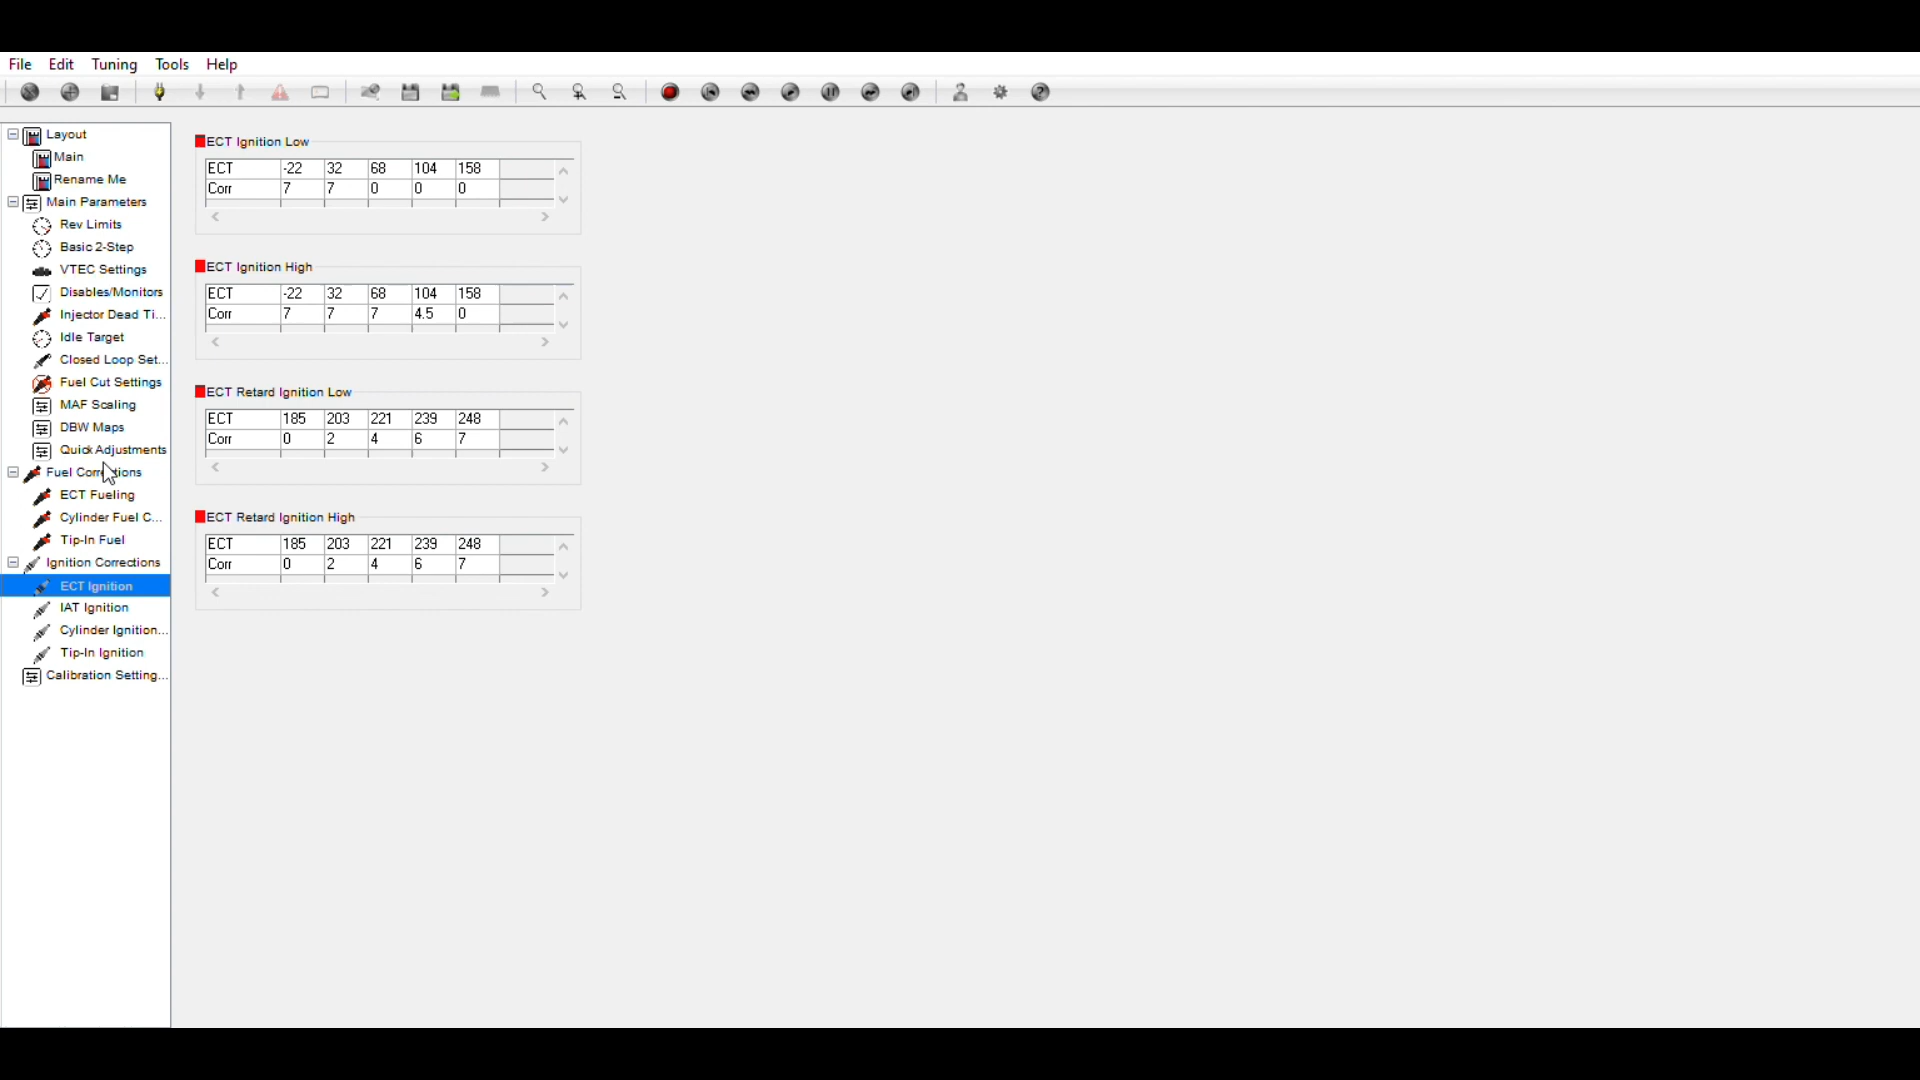 File Edit Tuning Tools Help
Layout
Main
Rename Me
Main Parameters
Rev Limits
Basic 2-Step
VTEC Settings
Disables/Monitors
Injector Dead Ti...
Idle Target
Closed Loop Set...
Fuel Cut Settings
MAF Scaling
DBW Maps
Quick Adjustments
Fuel Corrections
ECT Fueling
Cylinder Fuel C...
Tip-In Fuel
Ignition Corrections
ECT Ignition
IAT Ignition
Cylinder Ignition...
Tip-In Ignition
Calibration Setting...
ECT Ignition Low
ECT -22 32 68 104 158
Corr 7 7 0 0 0
ECT Ignition High
ECT -22 32 68 104 158
Corr 7 7 7 4.5 0
ECT Retard Ignition Low
ECT 185 203 221 239 248
Corr 0 2 4 6 7
ECT Retard Ignition High
ECT 185 203 221 239 248
Corr 0 2 4 6 7